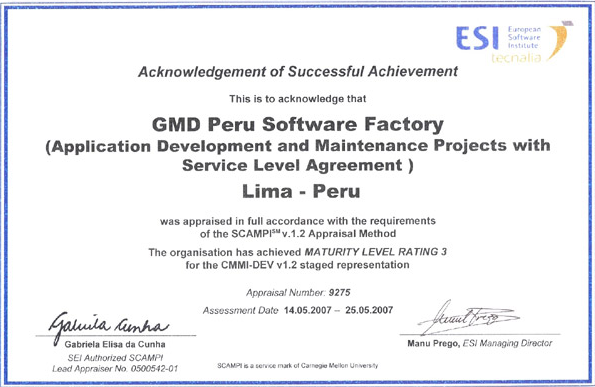 ESI European
Software
Institute
tecnalia
Acknowledgement of Successful Achievement
This is to acknowledge that
GMD Peru Software Factory
(Application Development and Maintenance Projects with
Service Level Agreement )
Lima - Peru
was appraised in full accordance with the requirements
of the SCAMPI℠ v.1.2 Appraisal Method
The organisation has achieved MATURITY LEVEL RATING 3
for the CMMI-DEV v1.2 staged representation
Appraisal Number: 9275
Assessment Date 14.05.2007 – 25.05.2007
Gabriela Cunha
Gabriela Elisa da Cunha
SEI Authorized SCAMPI
Lead Appraiser No. 0500542-01
Manuel Prego
Manu Prego, ESI Managing Director
SCAMPI is a service mark of Carnegie Mellon University